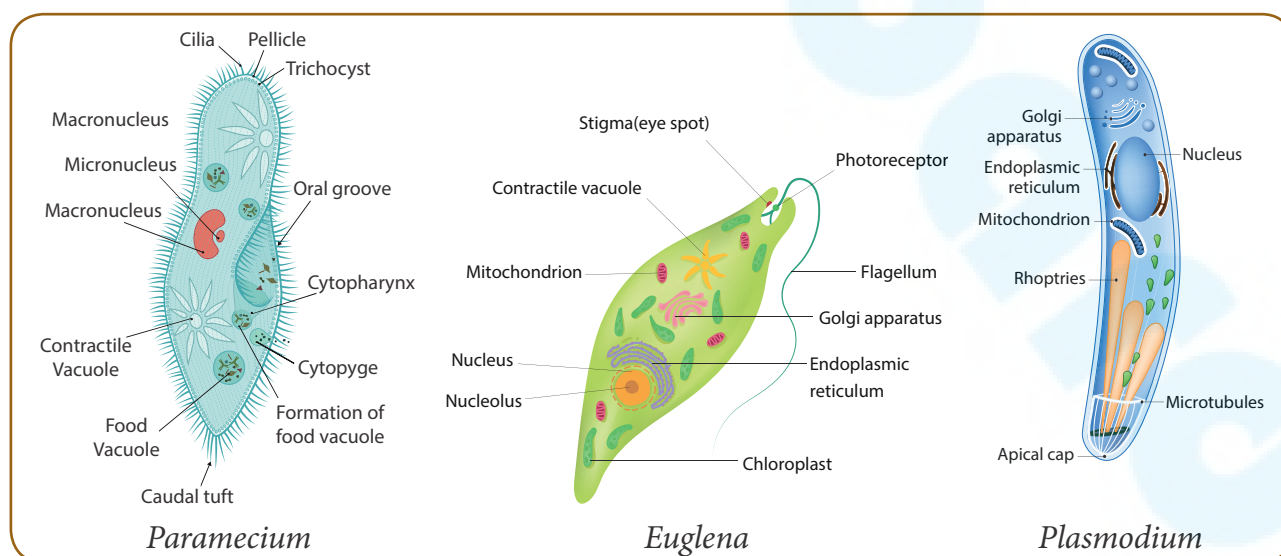 Cilia
Pellicle
Trichocyst
Macronucleus
Micronucleus
Macronucleus
Oral groove
Cytopharynx
Contractile
Vacuole
Cytopyge
Food
Vacuole
Formation of
food vacuole
Caudal tuft
Paramecium
Stigma(eye spot)
Photoreceptor
Contractile vacuole
Mitochondrion
Flagellum
Golgi apparatus
Nucleus
Endoplasmic
reticulum
Nucleolus
Chloroplast
Euglena
Golgi
apparatus
Nucleus
Endoplasmic
reticulum
Mitochondrion
Rhoptries
Microtubules
Apical cap
Plasmodium